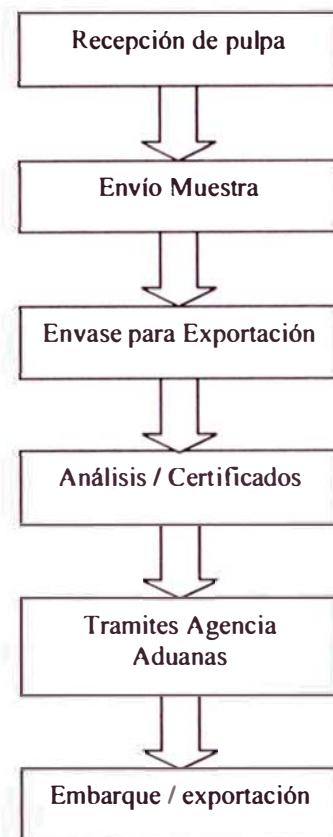 Recepción de pulpa
Envío Muestra
Envase para Exportación
Análisis / Certificados
Tramites Agencia
Aduanas
Embarque / exportación